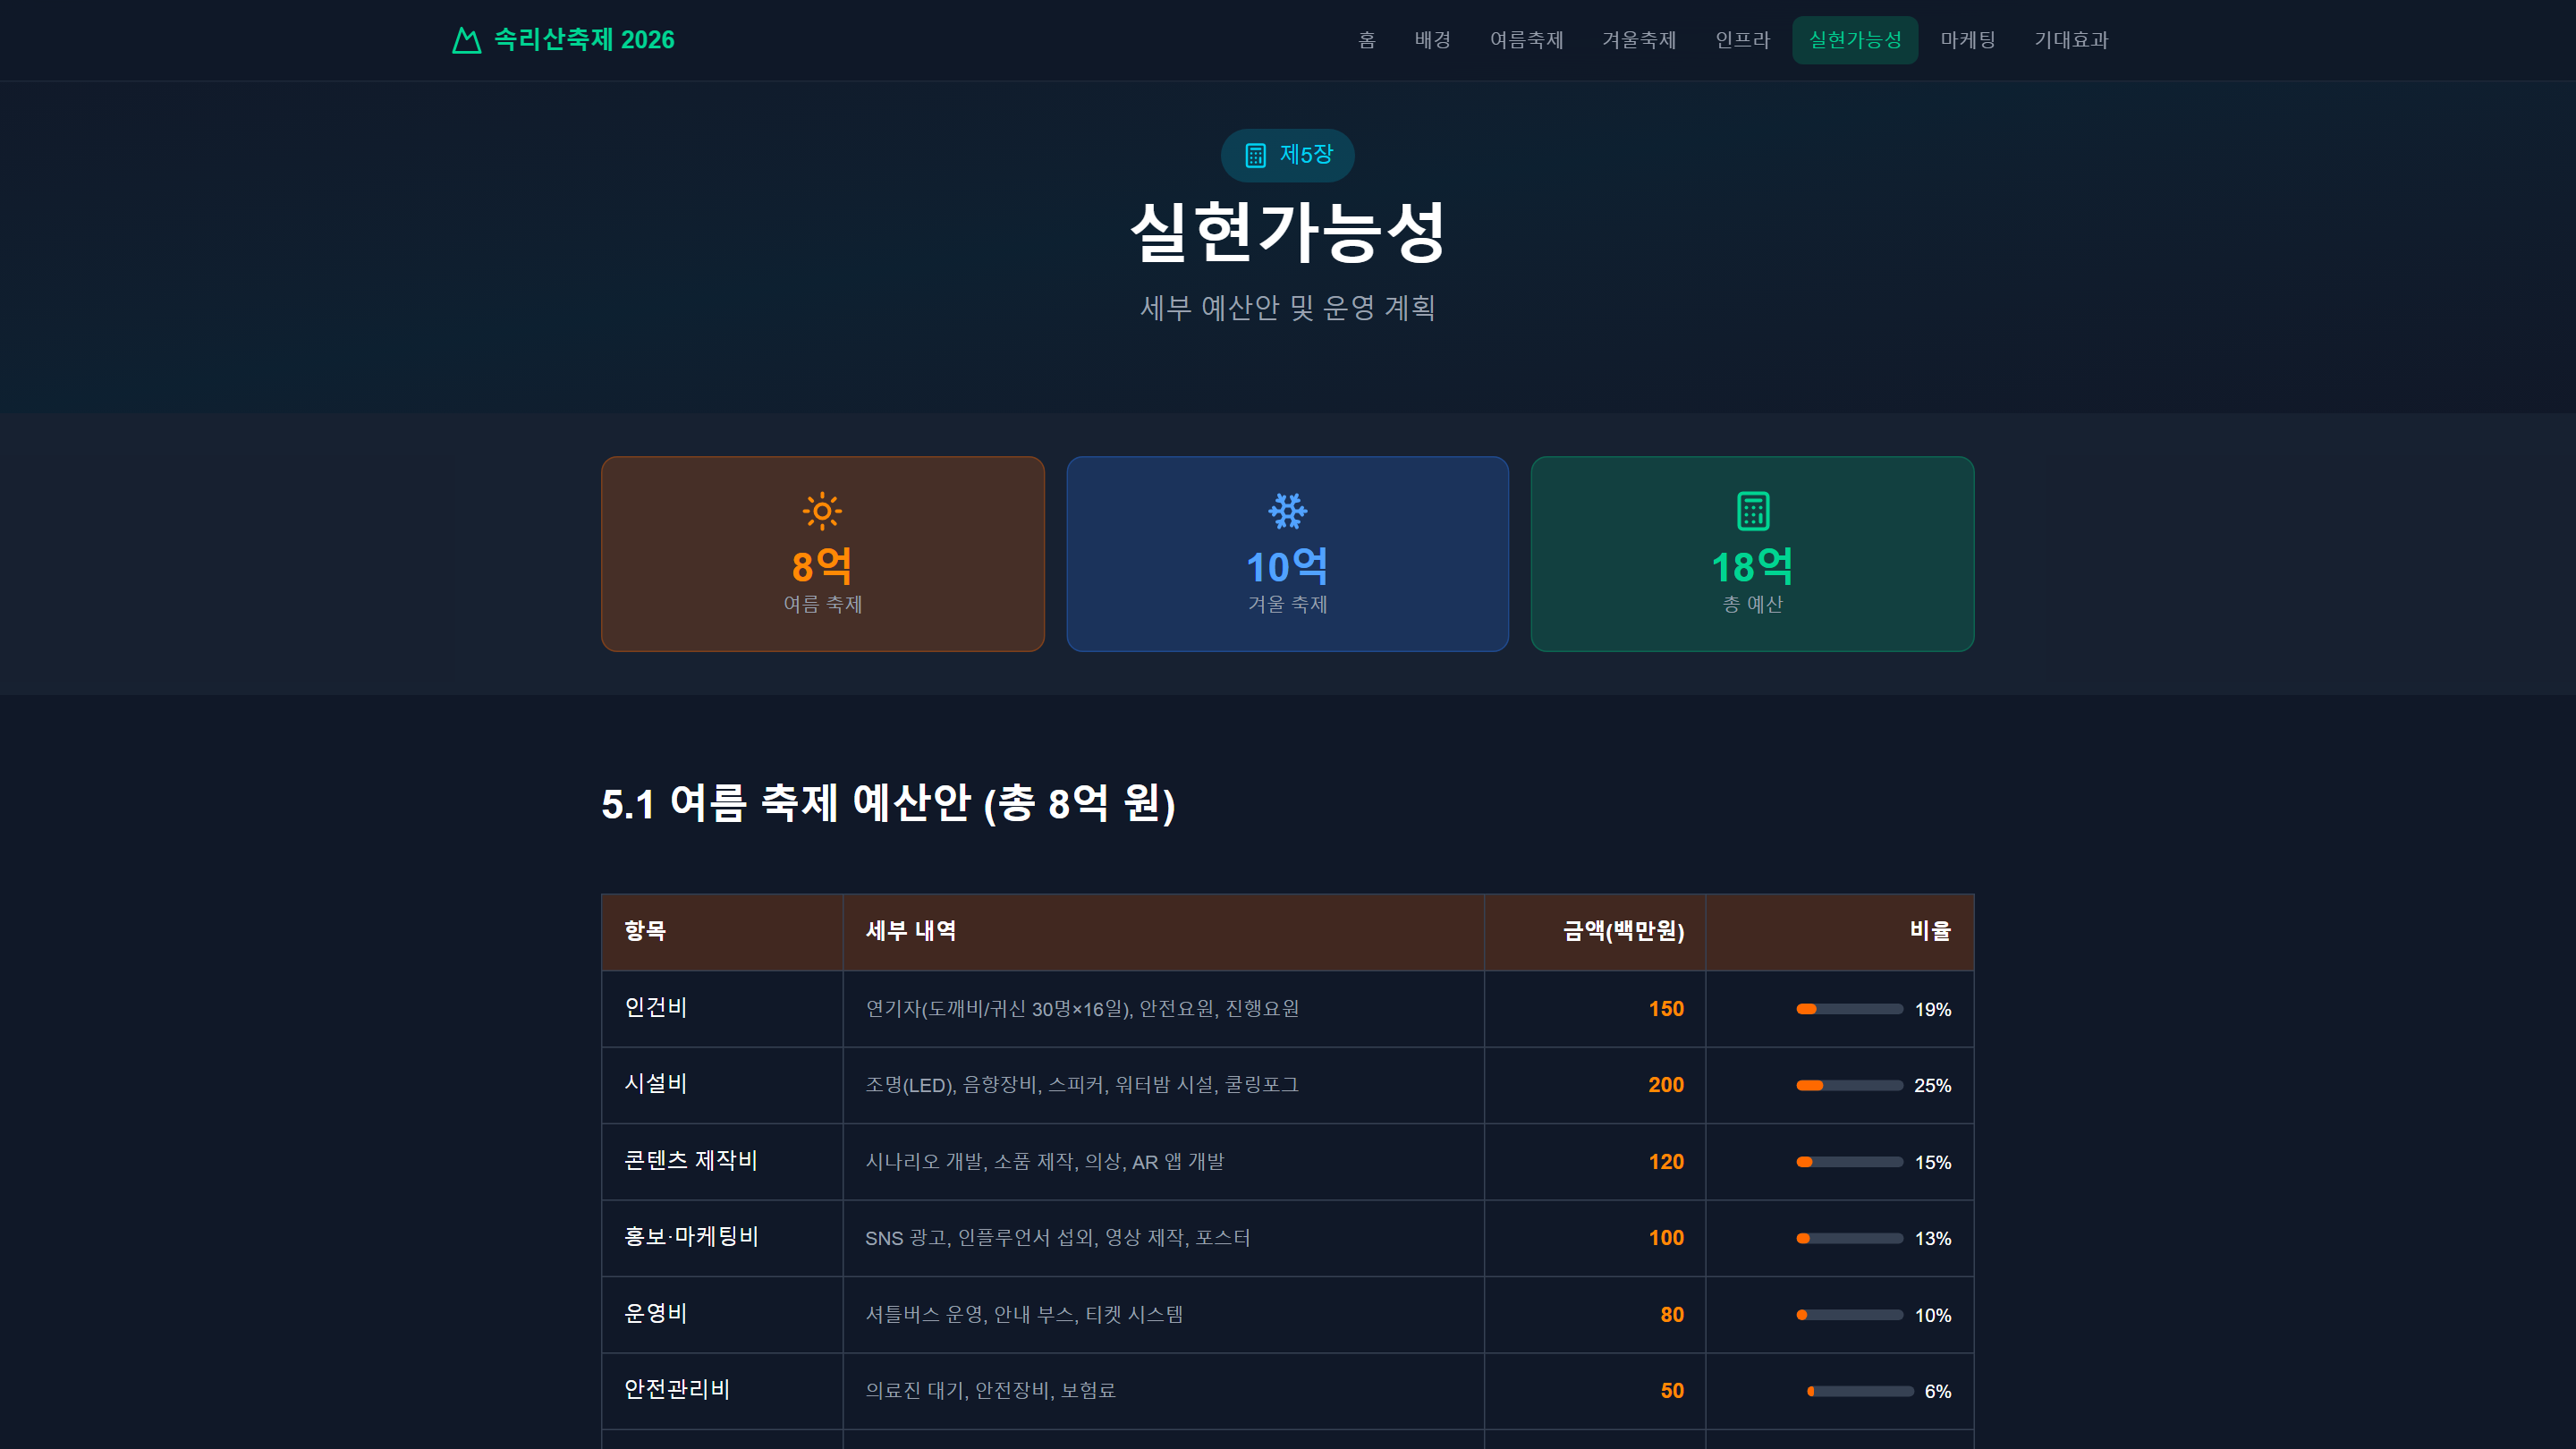 속리산축제 2026
홈 배경 여름축제 겨울축제 인프라 실현가능성 마케팅 기대효과
제5장
실현가능성
세부 예산안 및 운영 계획
8억
여름 축제
10억
겨울 축제
18억
총 예산
5.1 여름 축제 예산안 (총 8억 원)
항목 세부 내역 금액(백만원) 비율
인건비 연기자(도깨비/귀신 30명×16일), 안전요원, 진행요원 150 19%
시설비 조명(LED), 음향장비, 스피커, 워터밤 시설, 쿨링포그 200 25%
콘텐츠 제작비 시나리오 개발, 소품 제작, 의상, AR 앱 개발 120 15%
홍보·마케팅비 SNS 광고, 인플루언서 섭외, 영상 제작, 포스터 100 13%
운영비 셔틀버스 운영, 안내 부스, 티켓 시스템 80 10%
안전관리비 의료진 대기, 안전장비, 보험료 50 6%